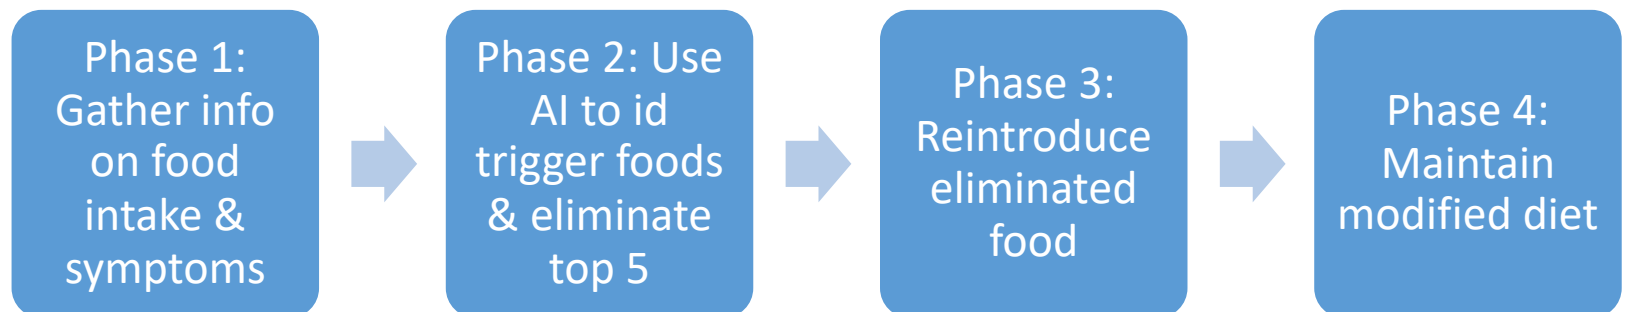 Phase 1:
Gather info
on food
intake &
symptoms
Phase 2: Use
AI to id
trigger foods
& eliminate
top 5
Phase 3:
Reintroduce
eliminated
food
Phase 4:
Maintain
modified diet